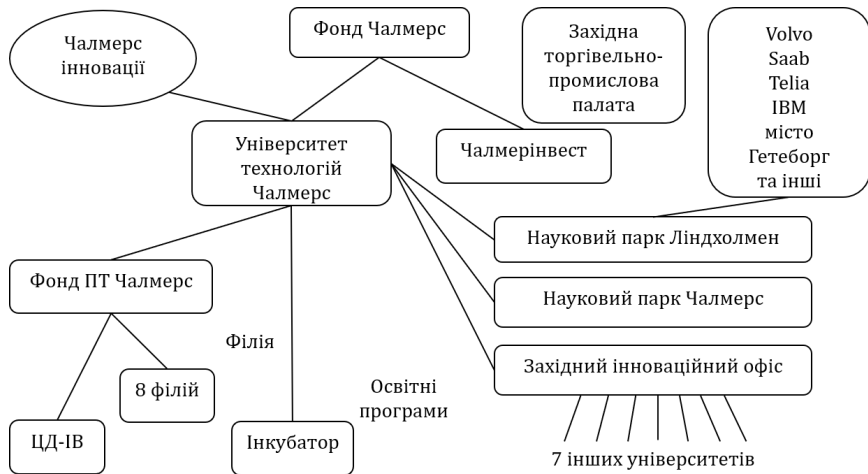 Чалмерс
інновації
Фонд Чалмерс
Західна
торгівельно-
промислова
палата
Volvo
Saab
Telia
IBM
місто
Гетеборг
та інші
Університет
технологій
Чалмерс
Чалмерінвест
Науковий парк Ліндхолмен
Фонд ПТ Чалмерс
Науковий парк Чалмерс
Філія
Західний інноваційний офіс
8 філій
Освітні
програми
ЦД-ІВ
Інкубатор
7 інших університетів